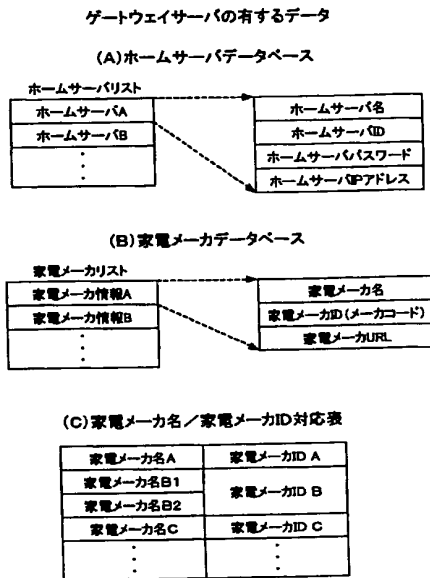 ゲートウェイサーバの有するデータ
(A)ホームサーバデータベース
ホームサーバリスト
ホームサーバA
ホームサーバB
ホームサーバ名
ホームサーバID
ホームサーバパスワード
ホームサーバIPアドレス
(B)家電メーカデータベース
家電メーカリスト
家電メーカ情報A
家電メーカ情報B
家電メーカ名
家電メーカID(メーカコード)
家電メーカURL
(C)家電メーカ名/家電メーカID対応表
家電メーカ名A 家電メーカID A
家電メーカ名B1 家電メーカID B
家電メーカ名B2
家電メーカ名C 家電メーカID C